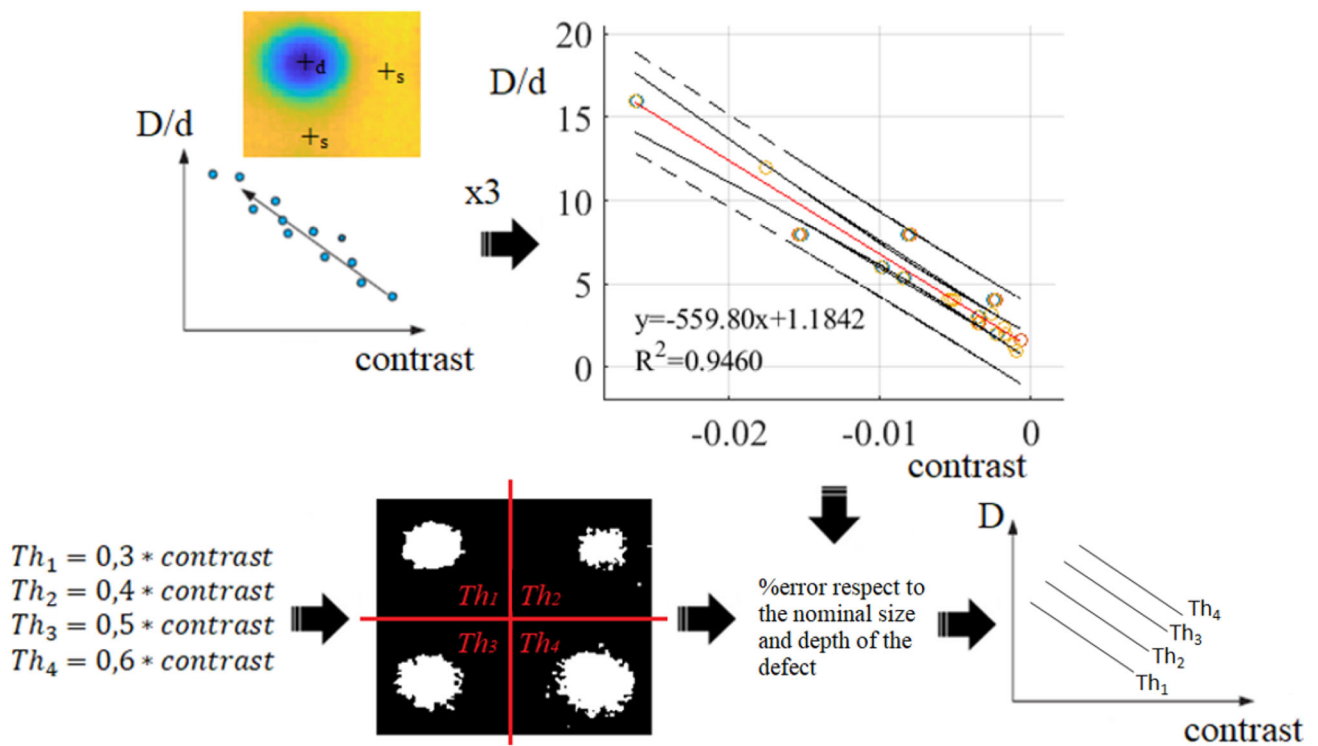 +d
+s
+s
D/d
contrast
x3
D/d
20
15
10
5
0
y=-559.80x+1.1842
R²=0.9460
-0.02
-0.01
0
contrast
Th₁ = 0,3 * contrast
Th₂ = 0,4 * contrast
Th₃ = 0,5 * contrast
Th₄ = 0,6 * contrast
Th₁
Th₂
Th₃
Th₄
%error respect to
the nominal size
and depth of the
defect
D
Th₄
Th₃
Th₂
Th₁
contrast